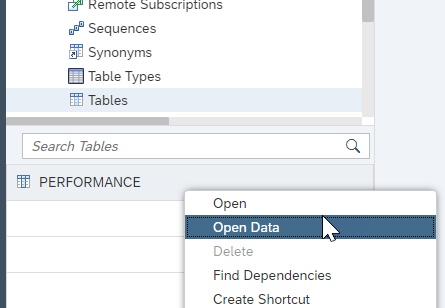 Remote Subscriptions
Sequences
Synonyms
Table Types
Tables
Search Tables
PERFORMANCE
Open
Open Data
Delete
Find Dependencies
Create Shortcut